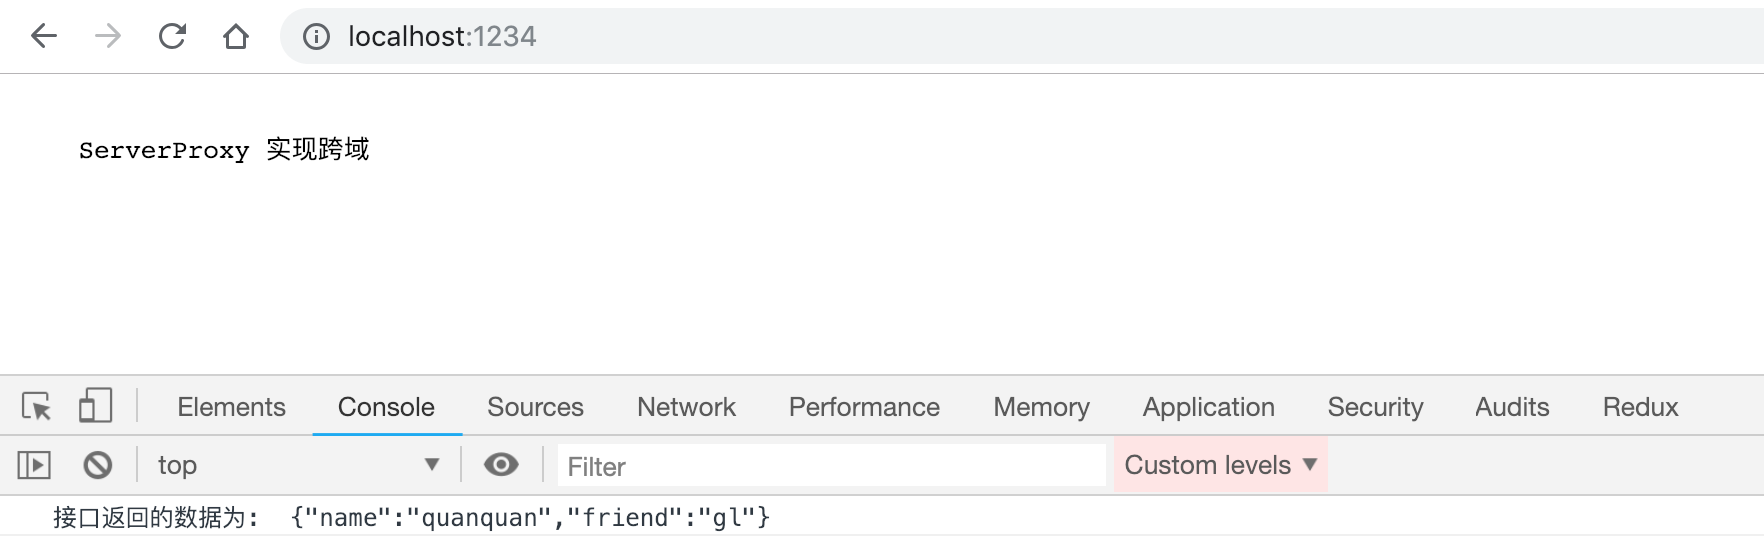 localhost:1234
ServerProxy 实现跨域
Elements Console Sources Network Performance Memory Application Security Audits Redux
top Filter Custom levels
接口返回的数据为: {"name":"quanquan","friend":"gl"}